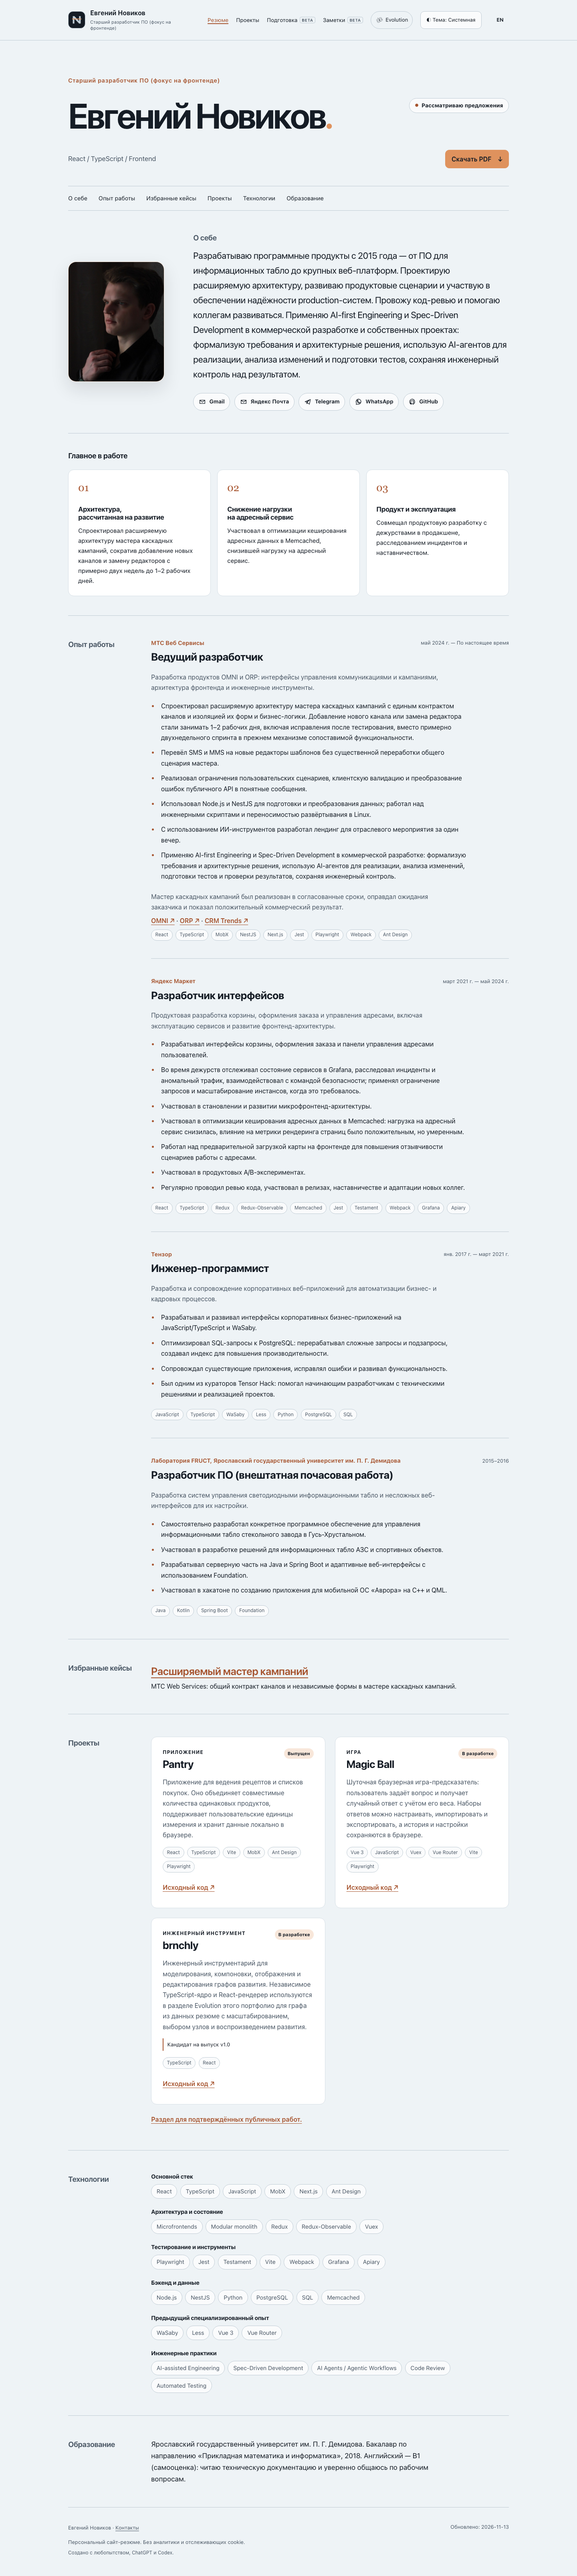 Евгений Новиков
Старший разработчик ПО (фокус на
фронтенде)
Резюме Проекты Подготовка BETA Заметки BETA Evolution Тема: Системная EN
Старший разработчик ПО (фокус на фронтенде)
Евгений Новиков.
Рассматриваю предложения
React / TypeScript / Frontend
Скачать PDF ↓
О себе Опыт работы Избранные кейсы Проекты Технологии Образование
О себе
Разрабатываю программные продукты с 2015 года — от ПО для
информационных табло до крупных веб-платформ. Проектирую
расширяемую архитектуру, развиваю продуктовые сценарии и участвую в
обеспечении надёжности production-систем. Провожу код-ревью и помогаю
коллегам развиваться. Применяю AI-first Engineering и Spec-Driven
Development в коммерческой разработке и собственных проектах:
формализую требования и архитектурные решения, использую AI-агентов для
реализации, анализа изменений и подготовки тестов, сохраняя инженерный
контроль над результатом.
Gmail Яндекс Почта Telegram WhatsApp GitHub
Главное в работе
01
Архитектура,
рассчитанная на развитие
Спроектировал расширяемую
архитектуру мастера каскадных
кампаний, сократив добавление новых
каналов и замену редакторов с
примерно двух недель до 1–2 рабочих
дней.
02
Снижение нагрузки
на адресный сервис
Участвовал в оптимизации кеширования
адресных данных в Memcached,
снизившей нагрузку на адресный
сервис.
03
Продукт и эксплуатация
Совмещал продуктовую разработку с
дежурствами в продакшене,
расследованием инцидентов и
наставничеством.
Опыт работы
МТС Веб Сервисы
май 2024 г. — По настоящее время
Ведущий разработчик
Разработка продуктов OMNI и ORP: интерфейсы управления коммуникациями и кампаниями,
архитектура фронтенда и инженерные инструменты.
• Спроектировал расширяемую архитектуру мастера каскадных кампаний с единым контрактом
каналов и изоляцией их форм и бизнес-логики. Добавление нового канала или замена редактора
стали занимать 1–2 рабочих дня, включая исправления после тестирования, вместо примерно
двухнедельного спринта в прежнем механизме сопоставимой функциональности.
• Перевёл SMS и MMS на новые редакторы шаблонов без существенной переработки общего
сценария мастера.
• Реализовал ограничения пользовательских сценариев, клиентскую валидацию и преобразование
ошибок публичного API в понятные сообщения.
• Использовал Node.js и NestJS для подготовки и преобразования данных; работал над
инженерными скриптами и переносимостью развёртывания в Linux.
• С использованием ИИ-инструментов разработал лендинг для отраслевого мероприятия за один
вечер.
• Применяю AI-first Engineering и Spec-Driven Development в коммерческой разработке: формализую
требования и архитектурные решения, использую AI-агентов для реализации, анализа изменений,
подготовки тестов и проверки результатов, сохраняя инженерный контроль.
Мастер каскадных кампаний был реализован в согласованные сроки, оправдал ожидания
заказчика и показал положительный коммерческий результат.
OMNI ↗ · ORP ↗ · CRM Trends ↗
React TypeScript MobX NestJS Next.js Jest Playwright Webpack Ant Design
Яндекс Маркет
март 2021 г. — май 2024 г.
Разработчик интерфейсов
Продуктовая разработка корзины, оформления заказа и управления адресами, включая
эксплуатацию сервисов и развитие фронтенд-архитектуры.
• Разрабатывал интерфейсы корзины, оформления заказа и панели управления адресами
пользователей.
• Во время дежурств отслеживал состояние сервисов в Grafana, расследовал инциденты и
аномальный трафик, взаимодействовал с командой безопасности; применял ограничение
запросов и масштабирование инстансов, когда это требовалось.
• Участвовал в становлении и развитии микрофронтенд-архитектуры.
• Участвовал в оптимизации кеширования адресных данных в Memcached: нагрузка на адресный
сервис снизилась, влияние на метрики рендеринга страниц было положительным, но умеренным.
• Работал над предварительной загрузкой карты на фронтенде для повышения отзывчивости
сценариев работы с адресами.
• Участвовал в продуктовых A/B-экспериментах.
• Регулярно проводил ревью кода, участвовал в релизах, наставничестве и адаптации новых коллег.
React TypeScript Redux Redux-Observable Memcached Jest Testament Webpack Grafana Apiary
Тензор
янв. 2017 г. — март 2021 г.
Инженер-программист
Разработка и сопровождение корпоративных веб-приложений для автоматизации бизнес- и
кадровых процессов.
• Разрабатывал и развивал интерфейсы корпоративных бизнес-приложений на
JavaScript/TypeScript и WaSaby.
• Оптимизировал SQL-запросы к PostgreSQL: перерабатывал сложные запросы и подзапросы,
создавал индекс для повышения производительности.
• Сопровождал существующие приложения, исправлял ошибки и развивал функциональность.
• Был одним из кураторов Tensor Hack: помогал начинающим разработчикам с техническими
решениями и реализацией проектов.
JavaScript TypeScript WaSaby Less Python PostgreSQL SQL
Лаборатория FRUCT, Ярославский государственный университет им. П. Г. Демидова
2015–2016
Разработчик ПО (внештатная почасовая работа)
Разработка систем управления светодиодными информационными табло и несложных веб-
интерфейсов для их настройки.
• Самостоятельно разработал конкретное программное обеспечение для управления
информационными табло стекольного завода в Гусь-Хрустальном.
• Участвовал в разработке решений для информационных табло АЗС и спортивных объектов.
• Разрабатывал серверную часть на Java и Spring Boot и адаптивные веб-интерфейсы с
использованием Foundation.
• Участвовал в хакатоне по созданию приложения для мобильной ОС «Аврора» на C++ и QML.
Java Kotlin Spring Boot Foundation
Избранные кейсы
Расширяемый мастер кампаний
МТС Web Services: общий контракт каналов и независимые формы в мастере каскадных кампаний.
Проекты
ПРИЛОЖЕНИЕ
Выпущен
Pantry
Приложение для ведения рецептов и списков
покупок. Оно объединяет совместимые
количества одинаковых продуктов,
поддерживает пользовательские единицы
измерения и хранит данные локально в
браузере.
React TypeScript Vite MobX Ant Design
Playwright
Исходный код ↗
ИГРА
В разработке
Magic Ball
Шуточная браузерная игра-предсказатель:
пользователь задаёт вопрос и получает
случайный ответ с учётом его веса. Наборы
ответов можно настраивать, импортировать и
экспортировать, а история и настройки
сохраняются в браузере.
Vue 3 JavaScript Vuex Vue Router Vite
Playwright
Исходный код ↗
ИНЖЕНЕРНЫЙ ИНСТРУМЕНТ
В разработке
brnchly
Инженерный инструментарий для
моделирования, компоновки, отображения и
редактирования графов развития. Независимое
TypeScript-ядро и React-рендерер используются
в разделе Evolution этого портфолио для графа
из данных резюме с масштабированием,
выбором узлов и воспроизведением развития.
Кандидат на выпуск v1.0
TypeScript React
Исходный код ↗
Раздел для подтверждённых публичных работ.
Технологии
Основной стек
React TypeScript JavaScript MobX Next.js Ant Design
Архитектура и состояние
Microfrontends Modular monolith Redux Redux-Observable Vuex
Тестирование и инструменты
Playwright Jest Testament Vite Webpack Grafana Apiary
Бэкенд и данные
Node.js NestJS Python PostgreSQL SQL Memcached
Предыдущий специализированный опыт
WaSaby Less Vue 3 Vue Router
Инженерные практики
AI-assisted Engineering Spec-Driven Development AI Agents / Agentic Workflows Code Review
Automated Testing
Образование
Ярославский государственный университет им. П. Г. Демидова. Бакалавр по
направлению «Прикладная математика и информатика», 2018. Английский — B1
(самооценка): читаю техническую документацию и уверенно общаюсь по рабочим
вопросам.
Евгений Новиков · Контакты
Обновлено: 2026-11-13
Персональный сайт-резюме. Без аналитики и отслеживающих cookie.
Создано с любопытством, ChatGPT и Codex.